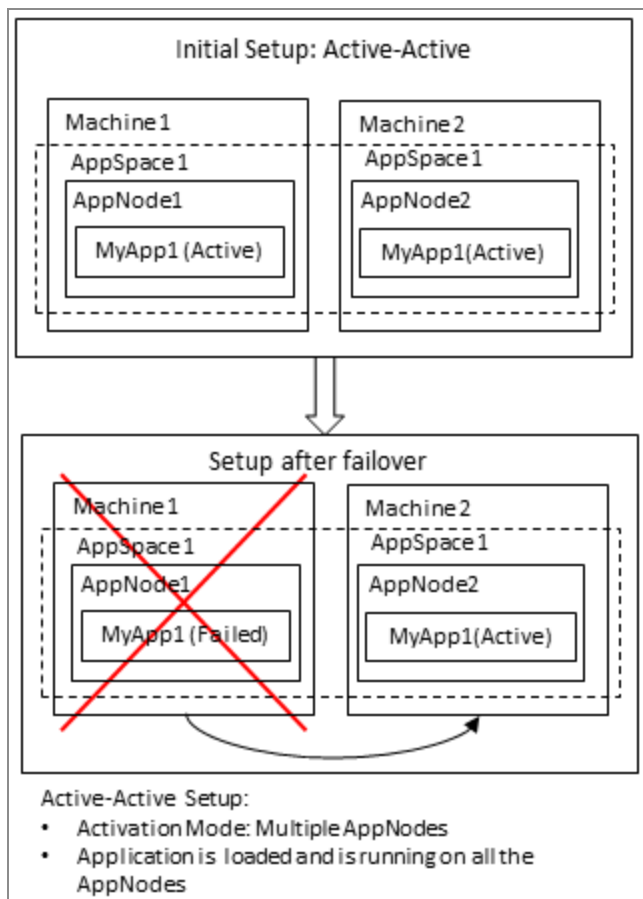 Initial Setup: Active-Active
Machine1
Machine2
AppSpace1
AppSpace1
AppNode1
AppNode2
MyApp1 (Active)
MyApp1(Active)
Setup after failover
Machine1
Machine2
AppSpace1
AppSpace1
AppNode1
AppNode2
MyApp1 (Failed)
MyApp1(Active)
Active-Active Setup:
• Activation Mode: Multiple AppNodes
• Application is loaded and is running on all the
AppNodes